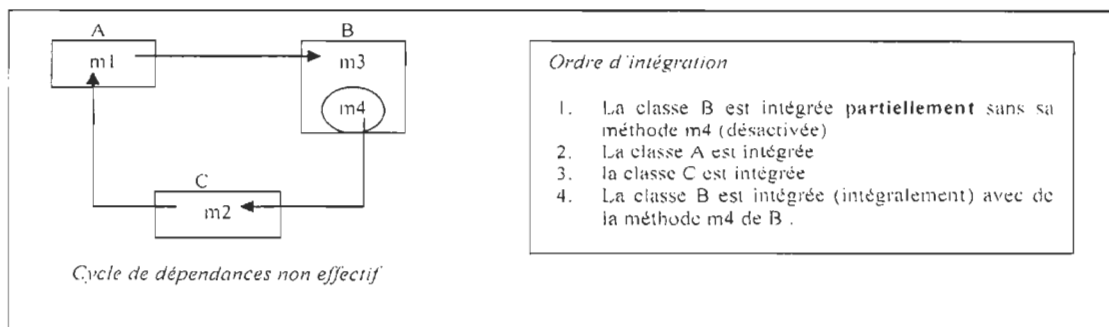 A
B
m1
m3
m4
C
m2
Cycle de dépendances non effectif
Ordre d'intégration
1. La classe B est intégrée partiellement sans sa
méthode m4 (désactivée)
2. La classe A est intégrée
3. la classe C est intégrée
4. La classe B est intégrée (intégralement) avec de
la méthode m4 de B .